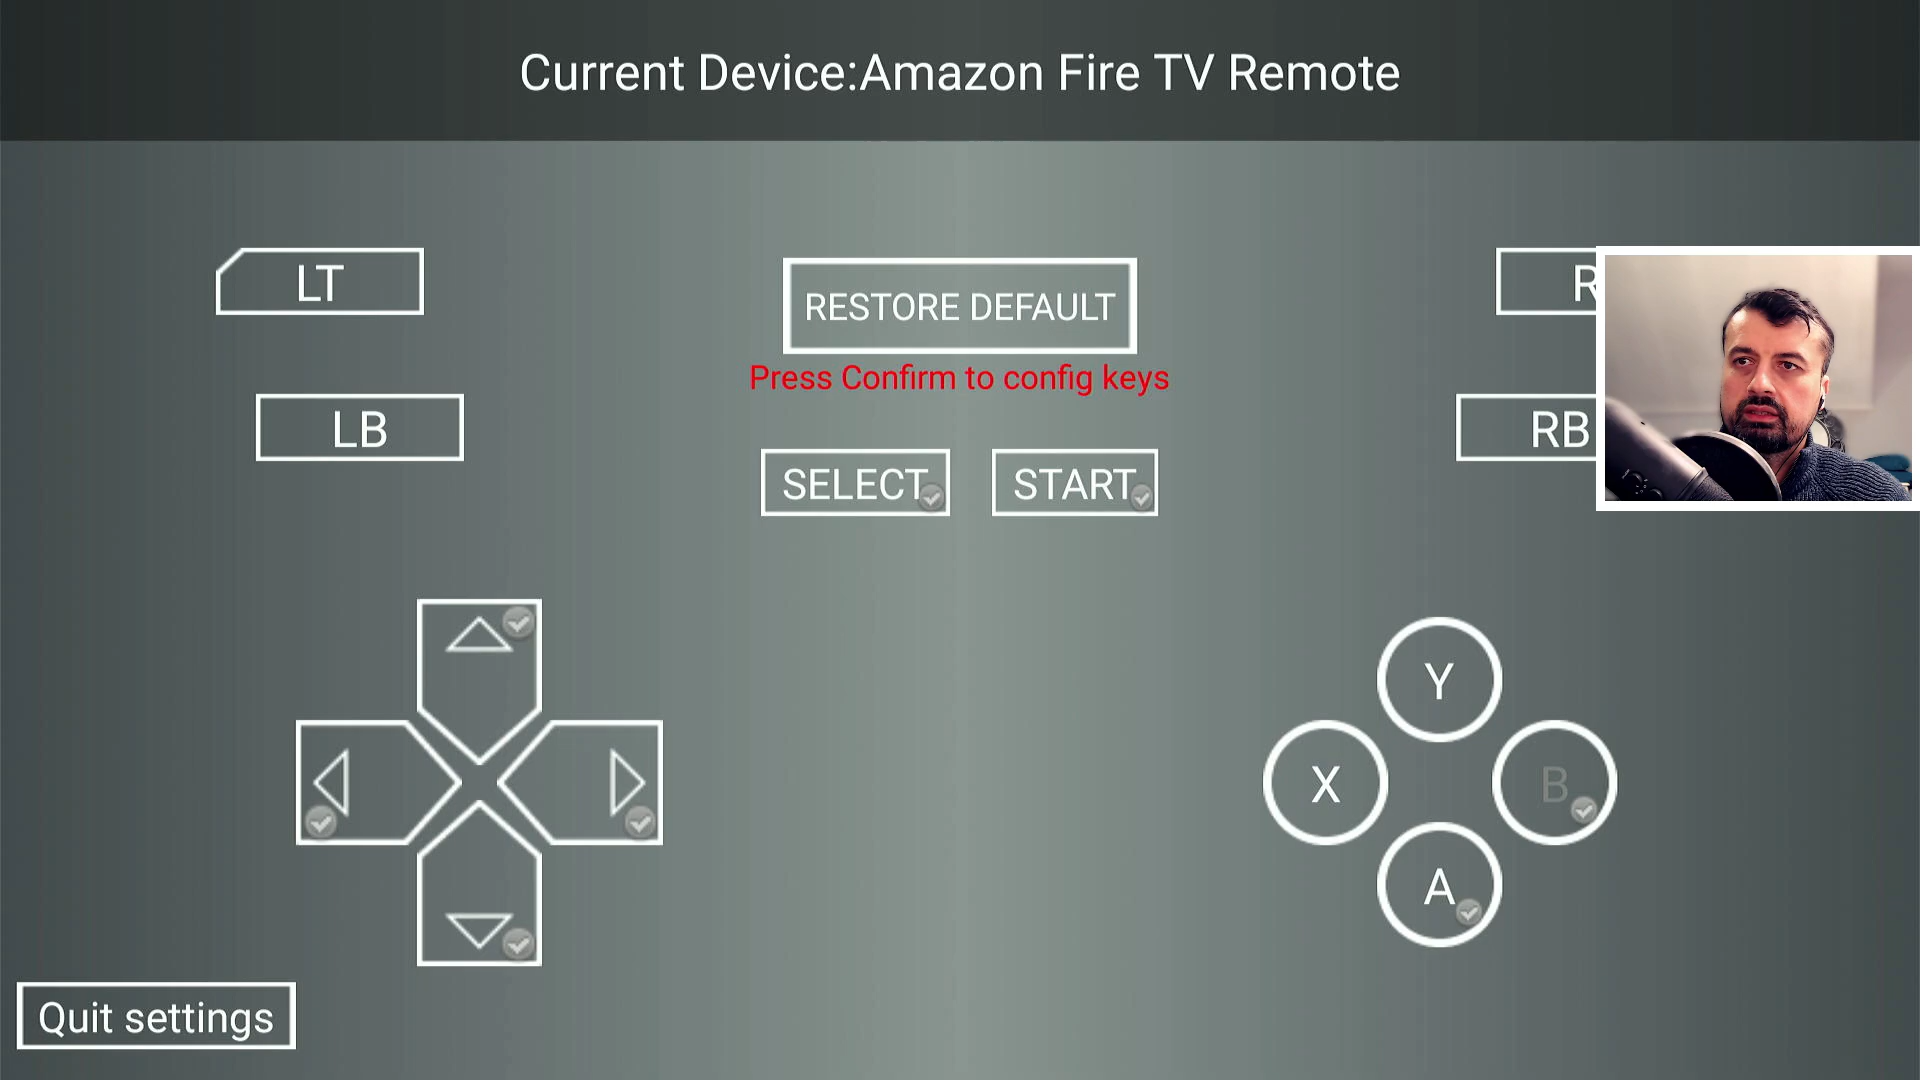 Current Device:Amazon Fire TV Remote
LT
RESTORE DEFAULT
Press Confirm to config keys
LB
RB
SELECT
START
Y
X
B
A
Quit settings